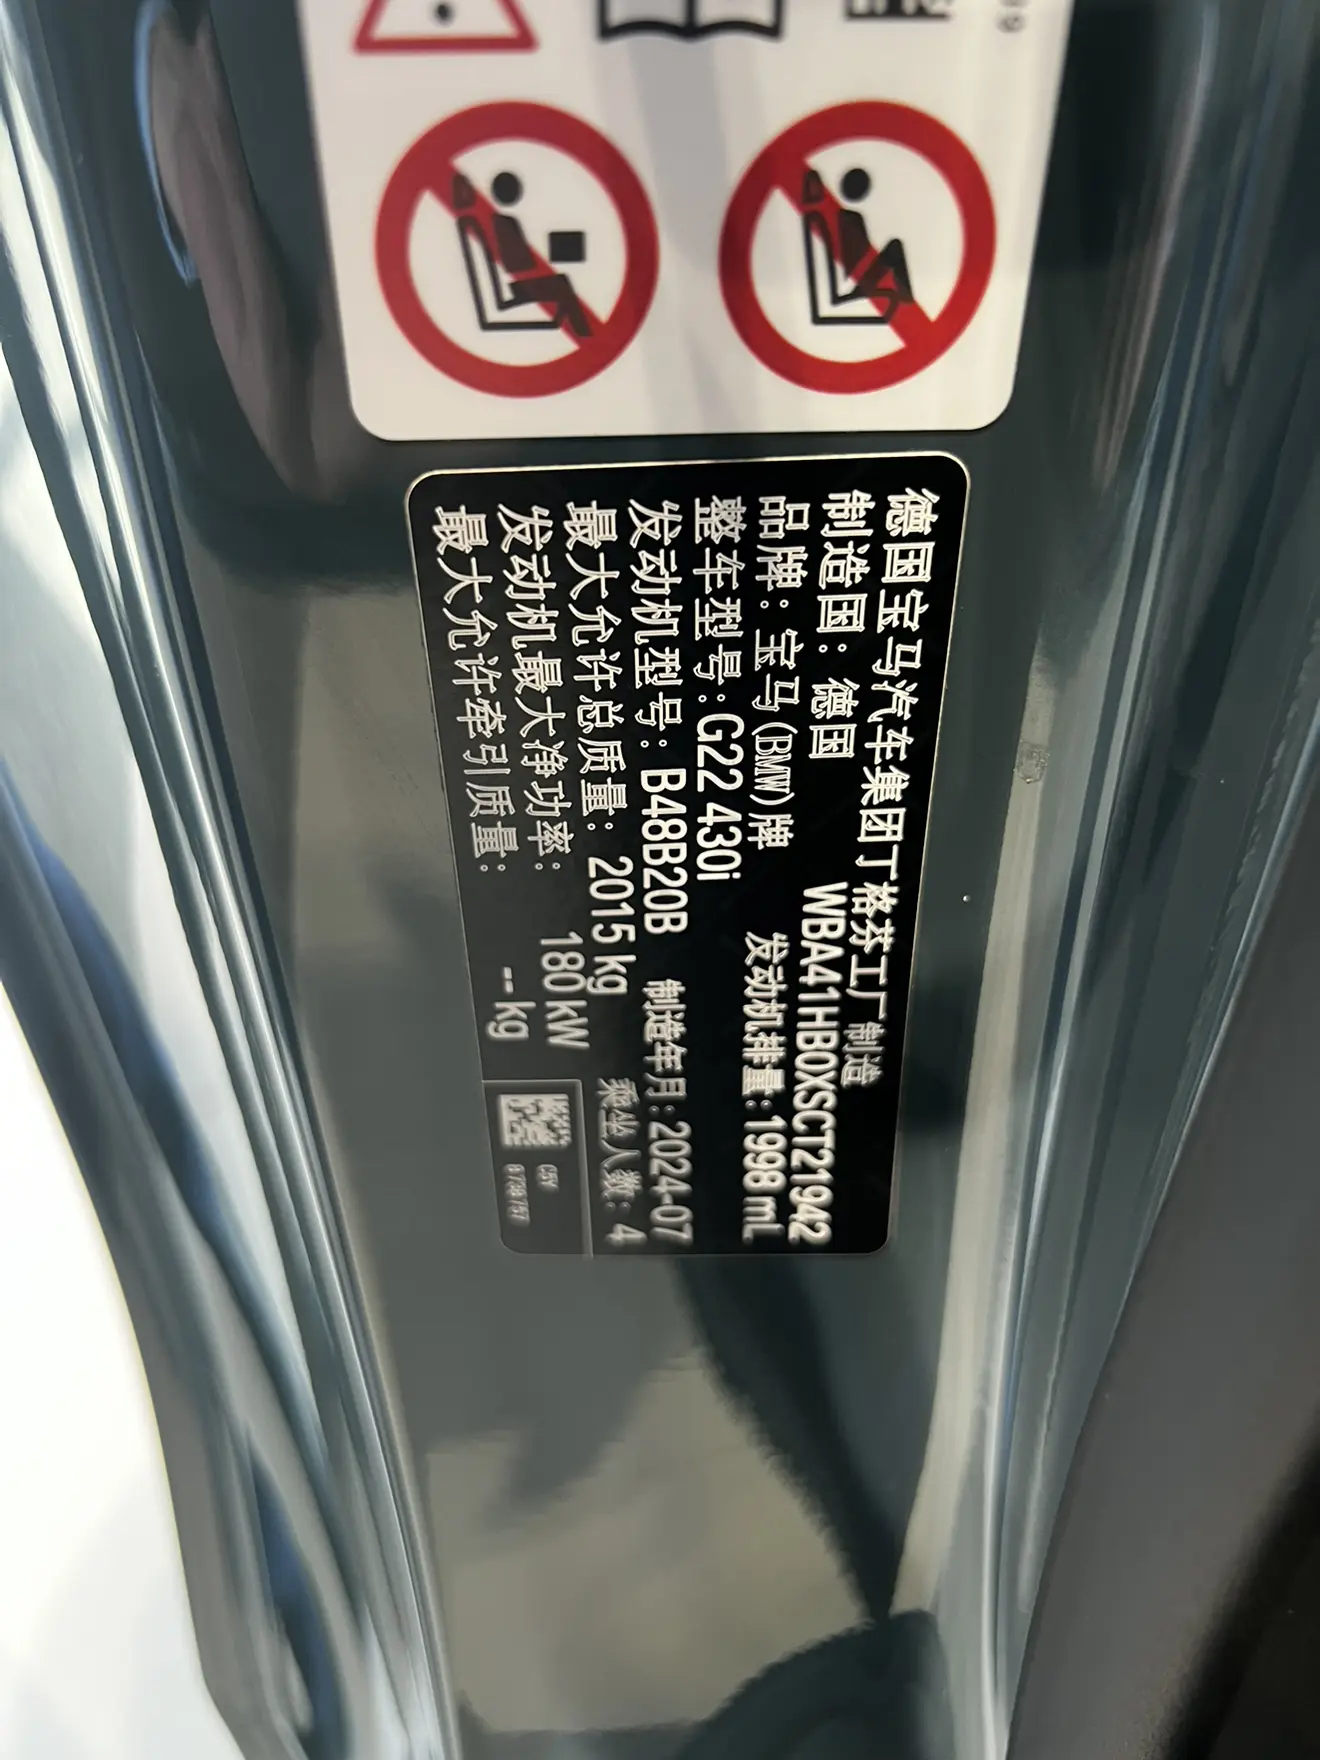 德国宝马汽车集团丁格芬工厂 制造
制造国：德国 WBA41HB0XSCT21942
品牌：宝马(BMW)牌 发动机排量：1998 mL
整车型号：G22 430i
发动机型号：B48B20B 制造年月：2024-07
最大允许总质量：2015 kg 乘坐人数：4
发动机最大净功率：180 kW
最大允许牵引质量：-- kg